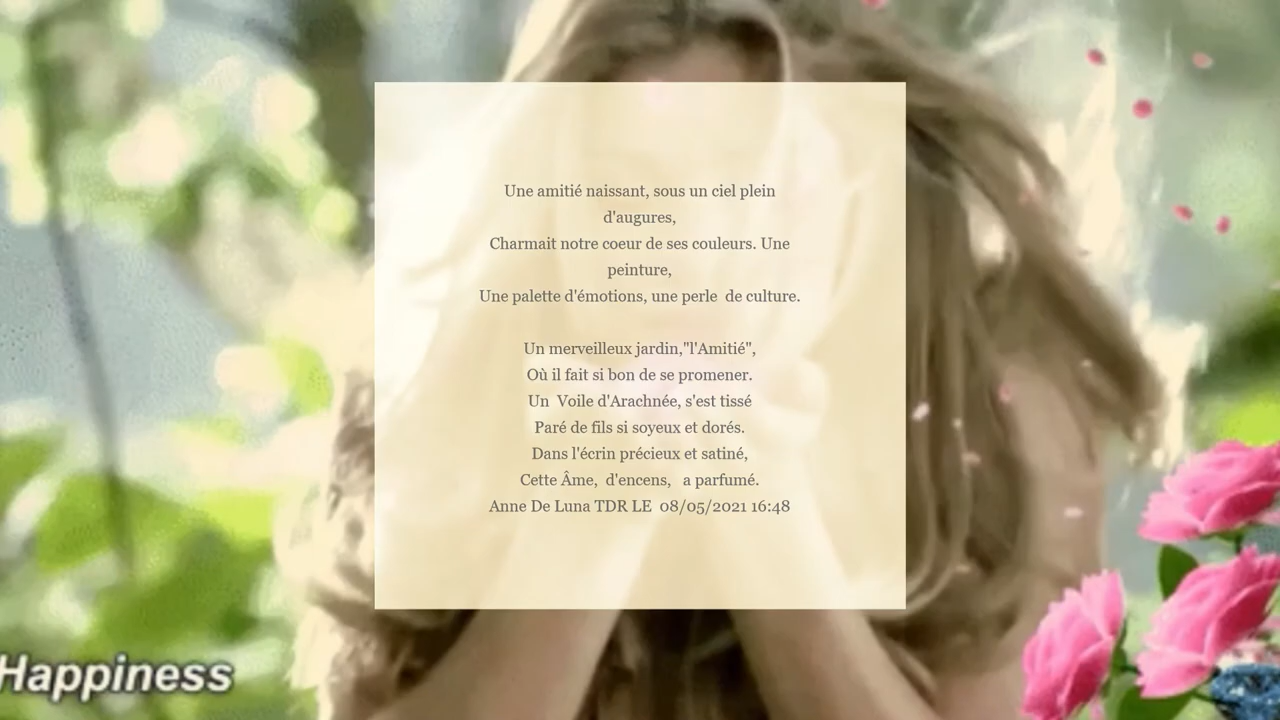 Une amitié naissant, sous un ciel plein
d'augures,
Charmait notre coeur de ses couleurs. Une
peinture,
Une palette d'émotions, une perle  de culture.
Un merveilleux jardin,"l'Amitié",
Où il fait si bon de se promener.
Un  Voile d'Arachnée, s'est tissé
Paré de fils si soyeux et dorés.
Dans l'écrin précieux et satiné,
Cette Âme,  d'encens,   a parfumé.
Anne De Luna TDR LE  08/05/2021 16:48
Happiness